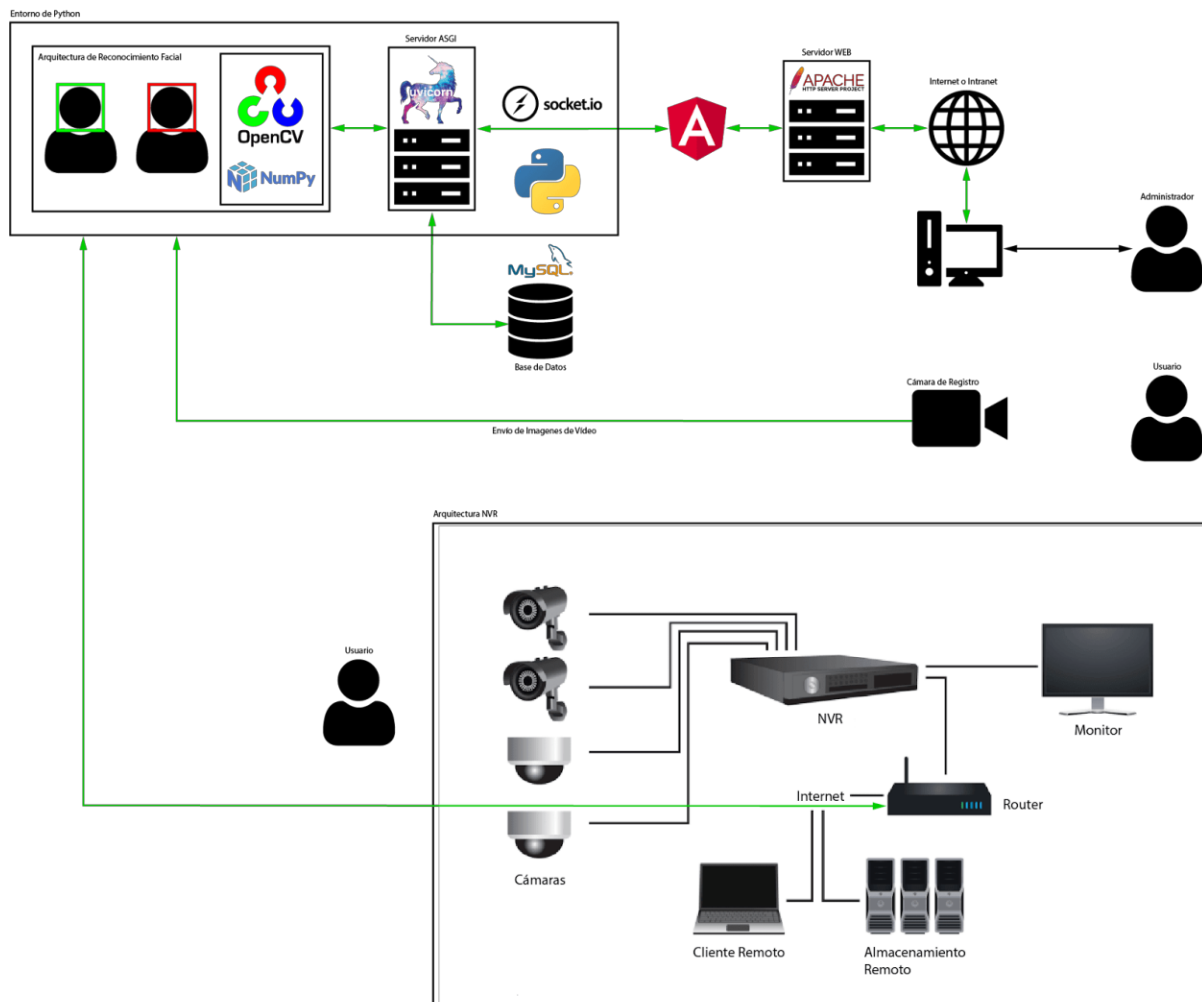 Entorno de Python
Arquitectura de Reconocimiento Facial
OpenCV
NumPy
Servidor ASGI
uvicorn
socket.io
Servidor WEB
APACHE
HTTP SERVER PROJECT
Internet o Intranet
Administrador
MySQL
Base de Datos
Cámara de Registro
Usuario
Envío de Imagenes de Video
Arquitectura NVR
Usuario
NVR
Monitor
Internet
Router
Cámaras
Cliente Remoto
Almacenamiento
Remoto